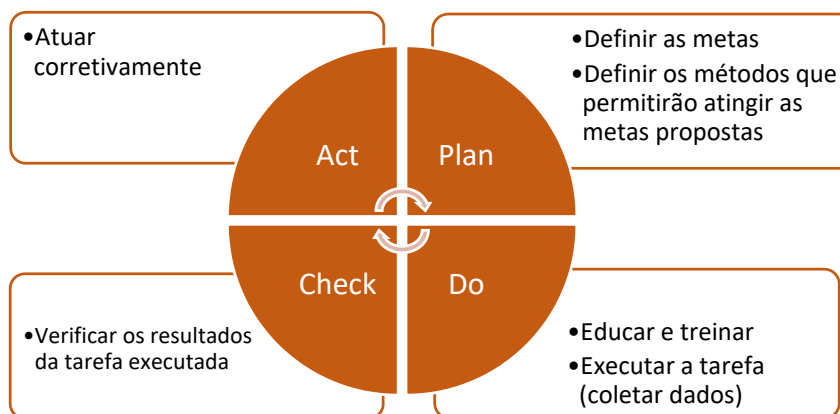 •Atuar
corretivamente
•Definir as metas
•Definir os métodos que
permitirão atingir as
metas propostas
Act
Plan
Check
Do
•Verificar os resultados
da tarefa executada
•Educar e treinar
•Executar a tarefa
(coletar dados)